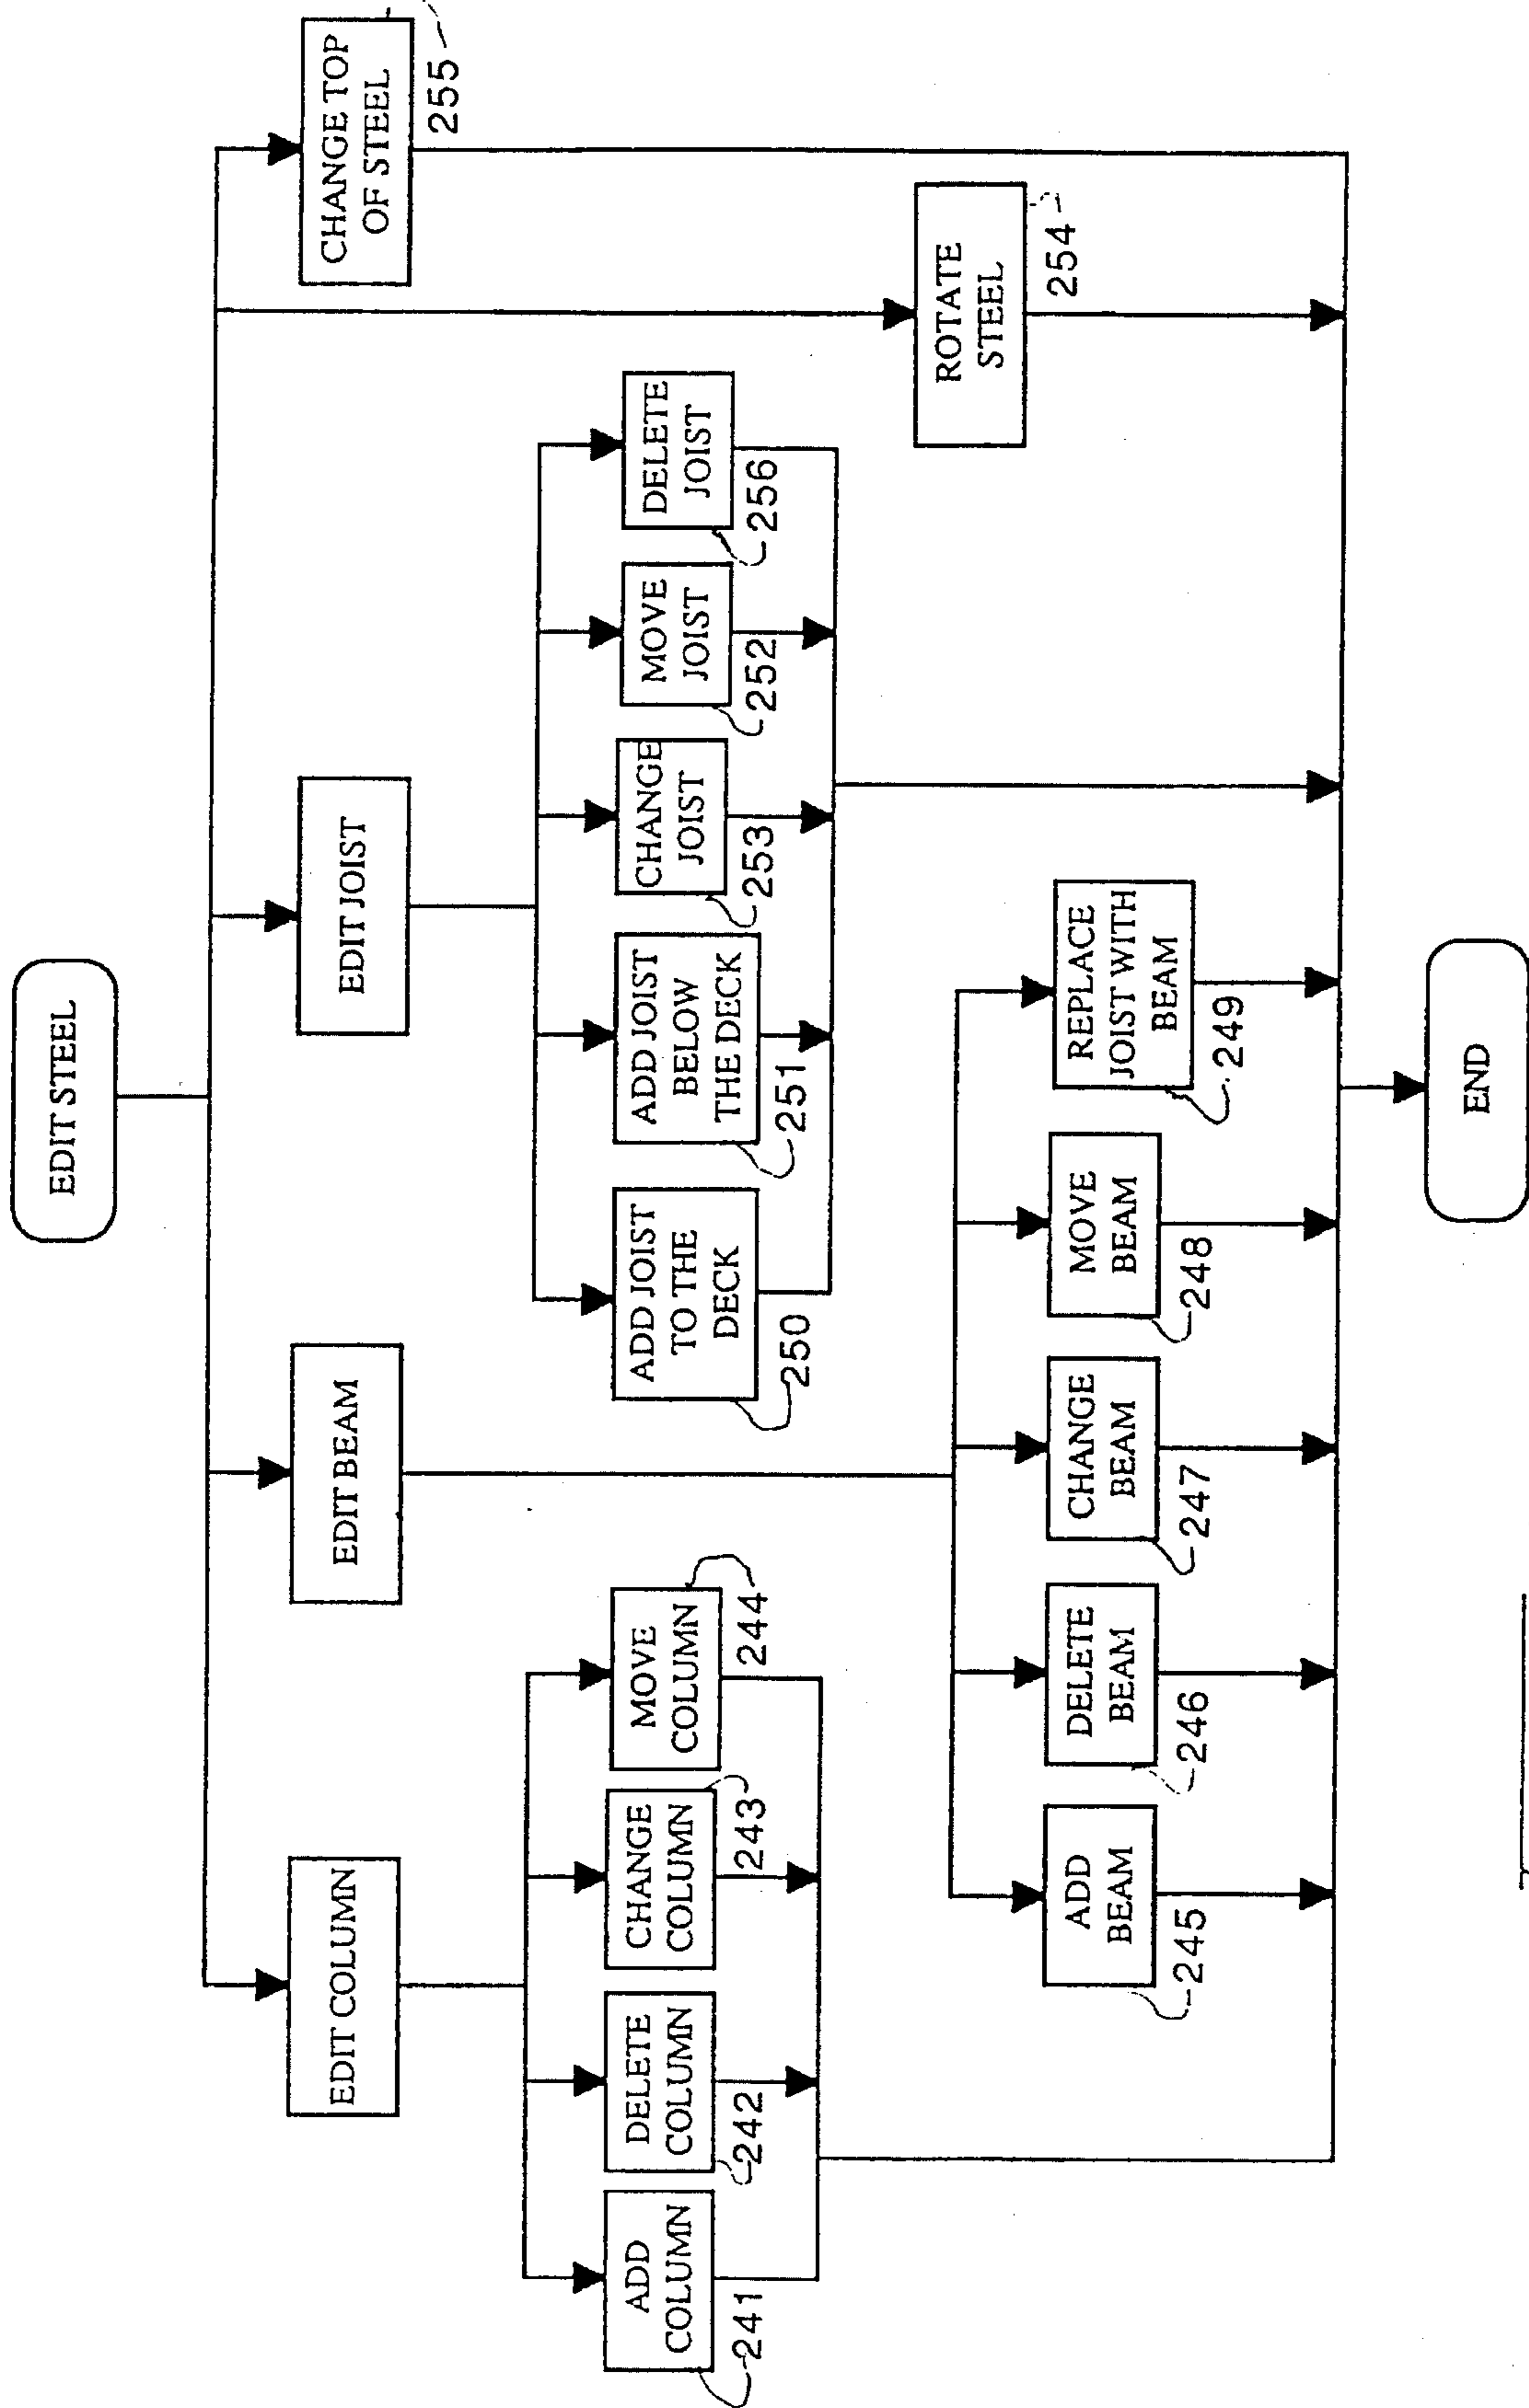 EDIT STEEL
EDIT COLUMN
EDIT BEAM
EDIT JOIST
CHANGE TOP
OF STEEL
255
ADD
COLUMN
241
DELETE
COLUMN
242
CHANGE
COLUMN
243
MOVE
COLUMN
244
ADD JOIST
TO THE
DECK
250
ADD JOIST
BELOW
THE DECK
251
CHANGE
JOIST
253
MOVE
JOIST
252
DELETE
JOIST
256
ROTATE
STEEL
254
ADD
BEAM
245
DELETE
BEAM
246
CHANGE
BEAM
247
MOVE
BEAM
248
REPLACE
JOIST WITH
BEAM
249
END